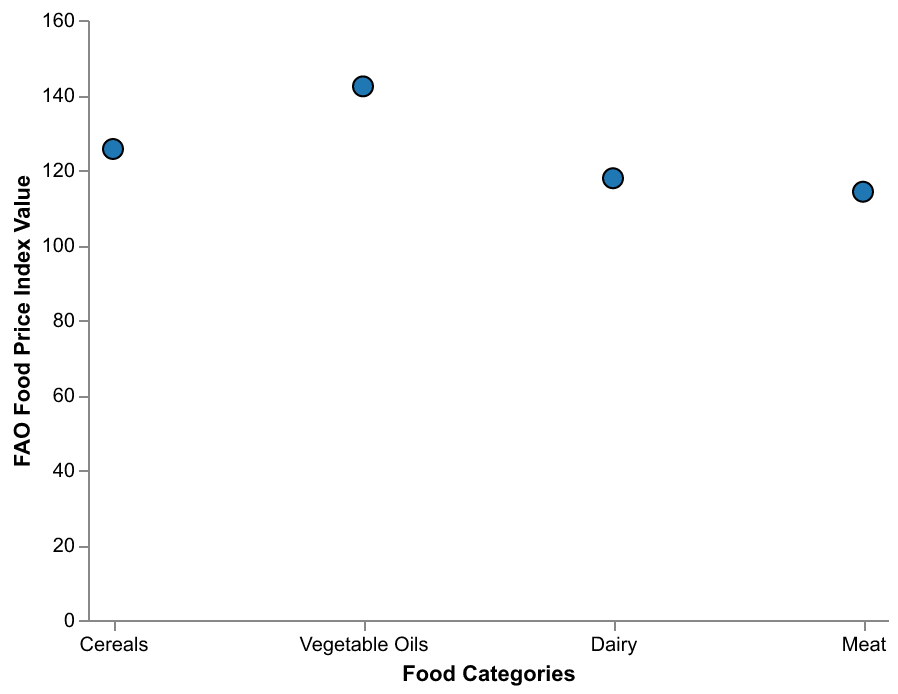 160
140
120
100
80
60
40
20
0
FAO Food Price Index Value
Cereals
Vegetable Oils
Dairy
Meat
Food Categories